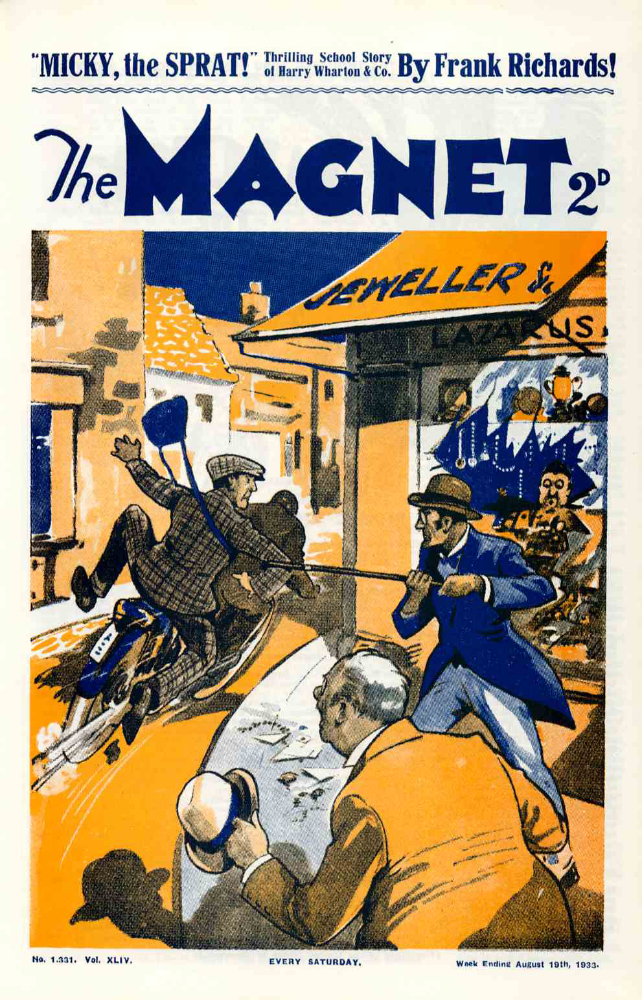 "MICKY, the SPRAT!" Thrilling School Story of Harry Wharton & Co. By Frank Richards!
The MAGNET 2D
JEWELLER &
LAZARUS
No. 1,331. Vol. XLIV. EVERY SATURDAY. Week Ending August 19th, 1933.